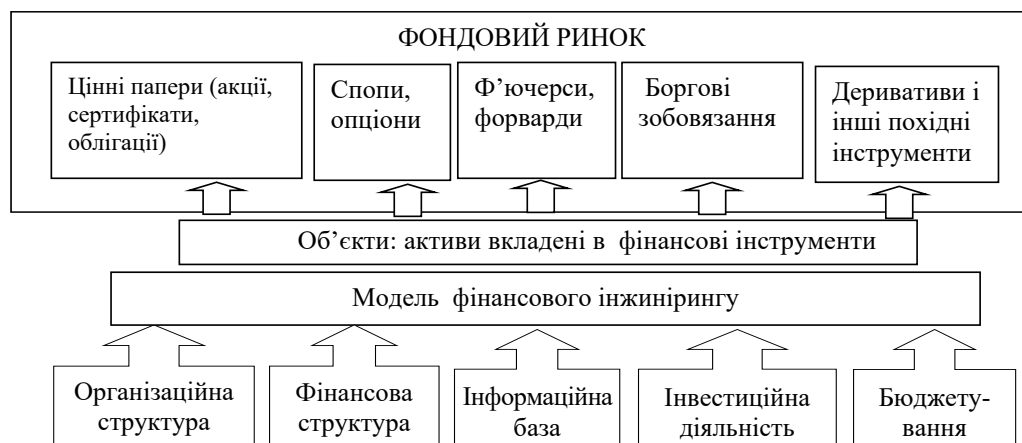 ФОНДОВИЙ РИНОК
Цінні папери (акції,
сертифікати,
облігації)
Спопи,
опціони
Ф’ючерси,
форварди
Боргові
зобовязання
Деривативи і
інші похідні
інструменти
Об’єкти: активи вкладені в фінансові інструменти
Модель фінансового інжинірингу
Організаційна
структура
Фінансова
структура
Інформаційна
база
Інвестиційна
діяльність
Бюджету-
вання